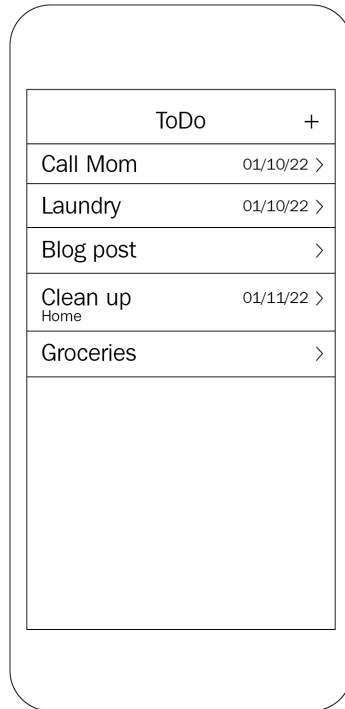 ToDo +
Call Mom 01/10/22 >
Laundry 01/10/22 >
Blog post >
Clean up 01/11/22 >
Home
Groceries >